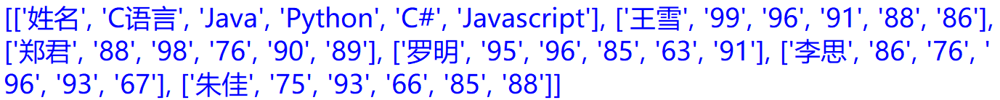 [['姓名', 'C语言', 'Java', 'Python', 'C#', 'Javascript'], ['王雪', '99', '96', '91', '88', '86'],
['郑君', '88', '98', '76', '90', '89'], ['罗明', '95', '96', '85', '63', '91'], ['李思', '86', '76', '
96', '93', '67'], ['朱佳', '75', '93', '66', '85', '88']]